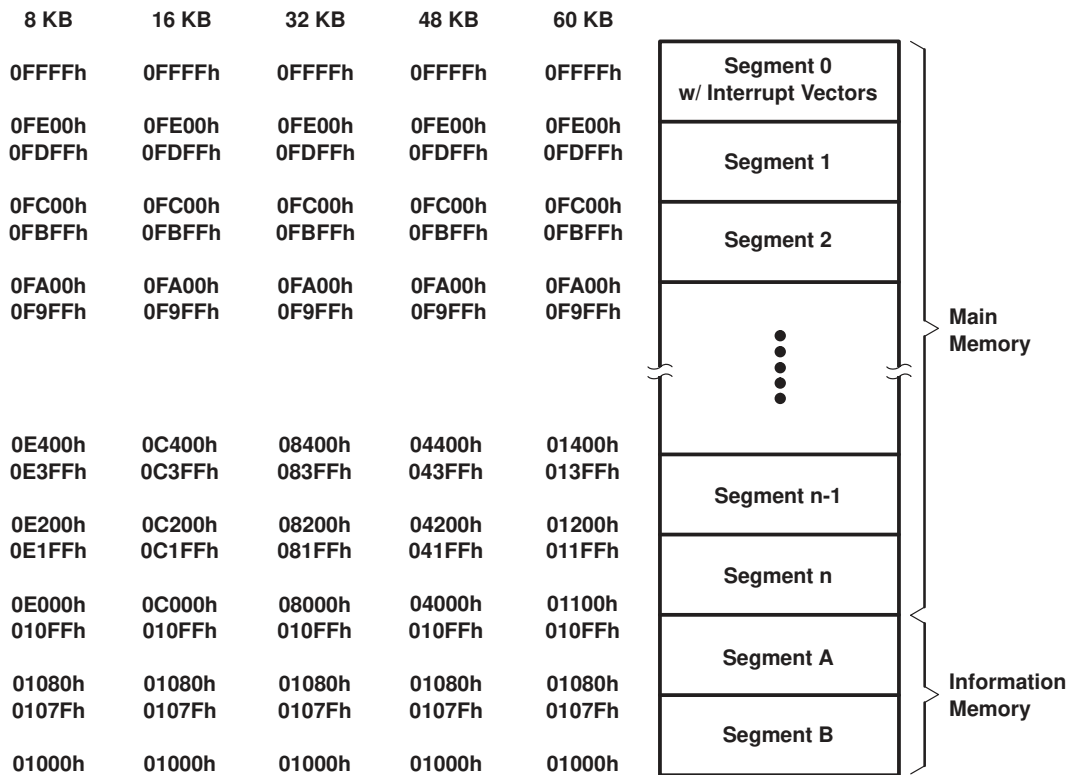 8 KB 16 KB 32 KB 48 KB 60 KB
0FFFFh 0FFFFh 0FFFFh 0FFFFh 0FFFFh Segment 0
w/ Interrupt Vectors
0FE00h 0FE00h 0FE00h 0FE00h 0FE00h
0FDFFh 0FDFFh 0FDFFh 0FDFFh 0FDFFh
Segment 1
0FC00h 0FC00h 0FC00h 0FC00h 0FC00h
0FBFFh 0FBFFh 0FBFFh 0FBFFh 0FBFFh
Segment 2
0FA00h 0FA00h 0FA00h 0FA00h 0FA00h
0F9FFh 0F9FFh 0F9FFh 0F9FFh 0F9FFh
Main
Memory
0E400h 0C400h 08400h 04400h 01400h
0E3FFh 0C3FFh 083FFh 043FFh 013FFh
Segment n-1
0E200h 0C200h 08200h 04200h 01200h
0E1FFh 0C1FFh 081FFh 041FFh 011FFh
Segment n
0E000h 0C000h 08000h 04000h 01100h
010FFh 010FFh 010FFh 010FFh 010FFh
Segment A
01080h 01080h 01080h 01080h 01080h
0107Fh 0107Fh 0107Fh 0107Fh 0107Fh
Information
Memory
Segment B
01000h 01000h 01000h 01000h 01000h